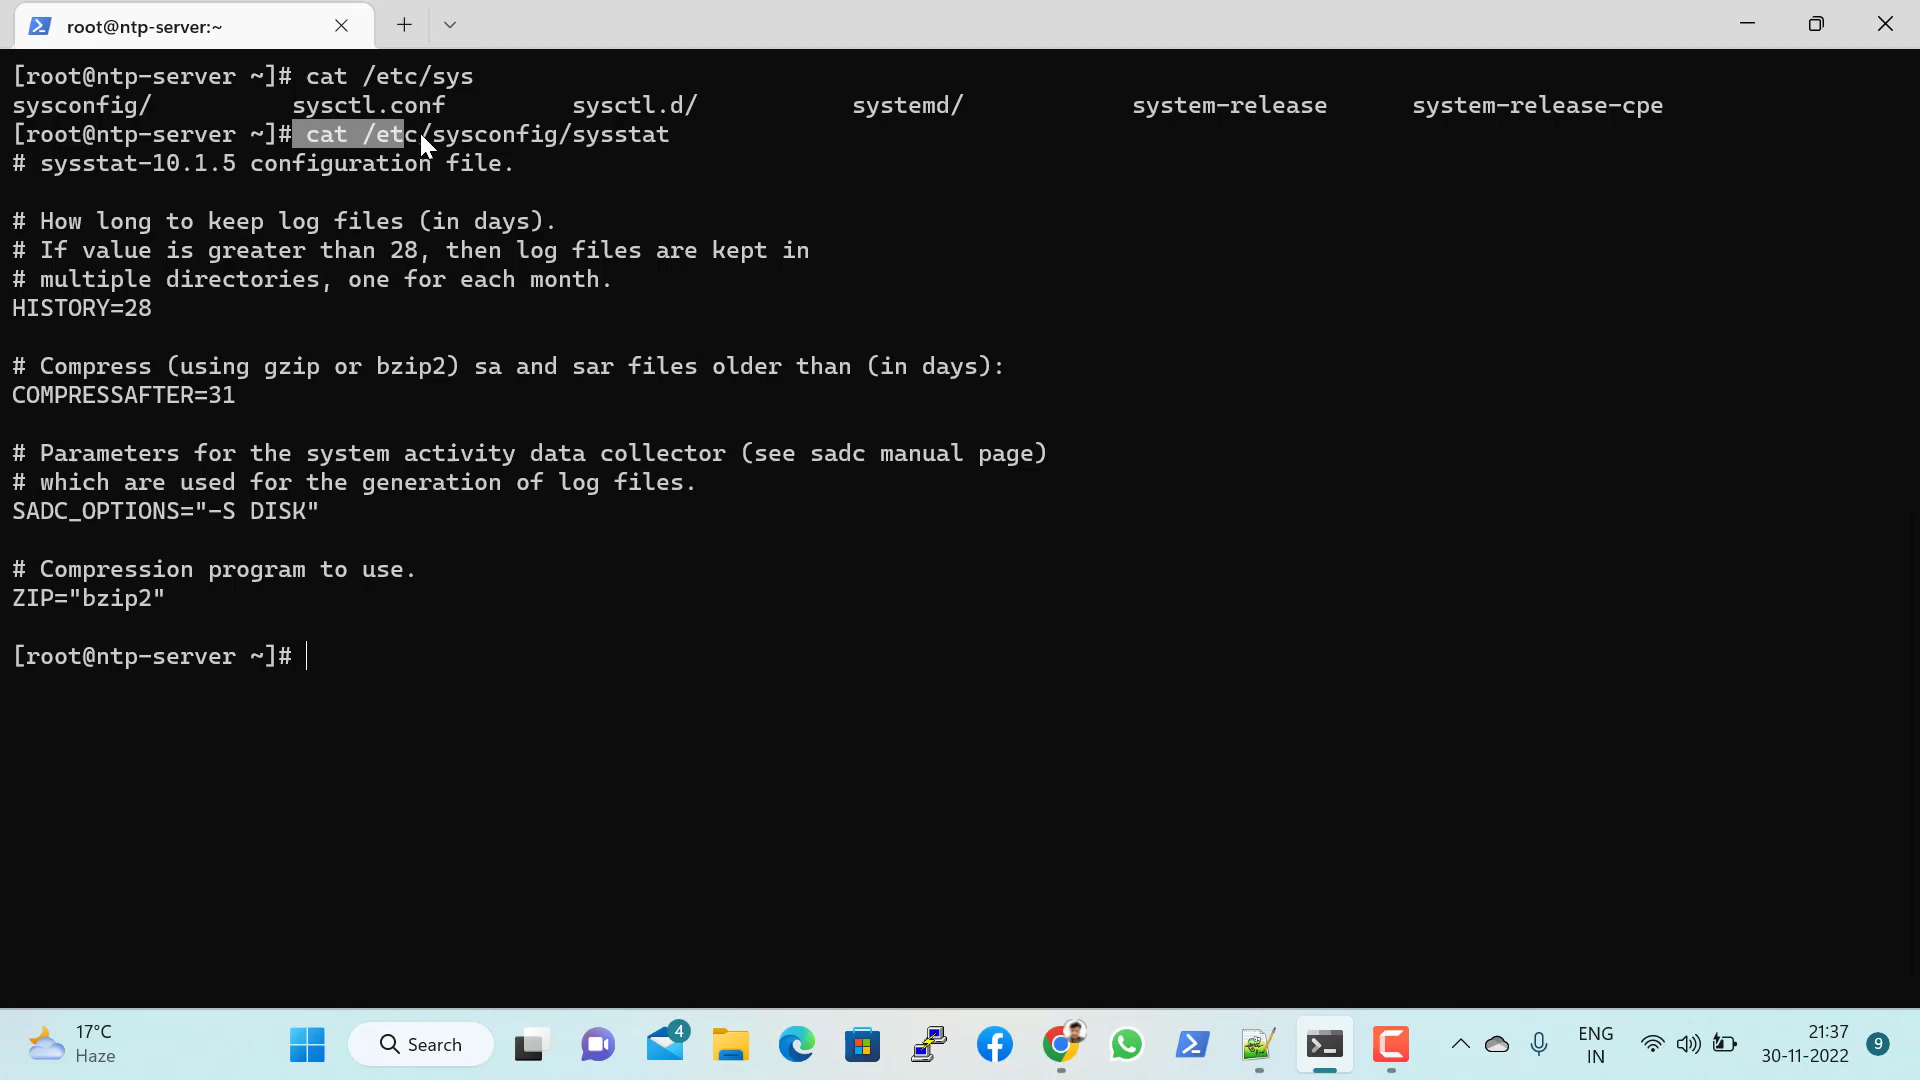 root@ntp-server:~
[root@ntp-server ~]# cat /etc/sys
sysconfig/ sysctl.conf sysctl.d/ systemd/ system-release system-release-cpe
[root@ntp-server ~]# cat /etc/sysconfig/sysstat
# sysstat-10.1.5 configuration file.
# How long to keep log files (in days).
# If value is greater than 28, then log files are kept in
# multiple directories, one for each month.
HISTORY=28
# Compress (using gzip or bzip2) sa and sar files older than (in days):
COMPRESSAFTER=31
# Parameters for the system activity data collector (see sadc manual page)
# which are used for the generation of log files.
SADC_OPTIONS="-S DISK"
# Compression program to use.
ZIP="bzip2"
[root@ntp-server ~]#
17°C
Haze
Search
4
ENG
IN
21:37
30-11-2022
9